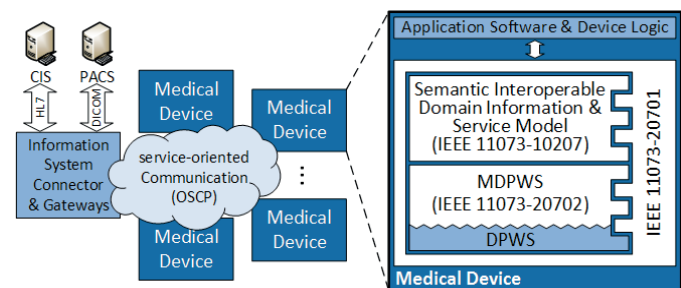 CIS
PACS
HL7
DICOM
Information
System
Connector
& Gateways
Medical
Device
Medical
Device
service-oriented
Communication
(OSCP)
...
Medical
Device
Medical
Device
Application Software & Device Logic
Semantic Interoperable
Domain Information &
Service Model
(IEEE 11073-10207)
MDPWS
(IEEE 11073-20702)
DPWS
IEEE 11073-20701
Medical Device